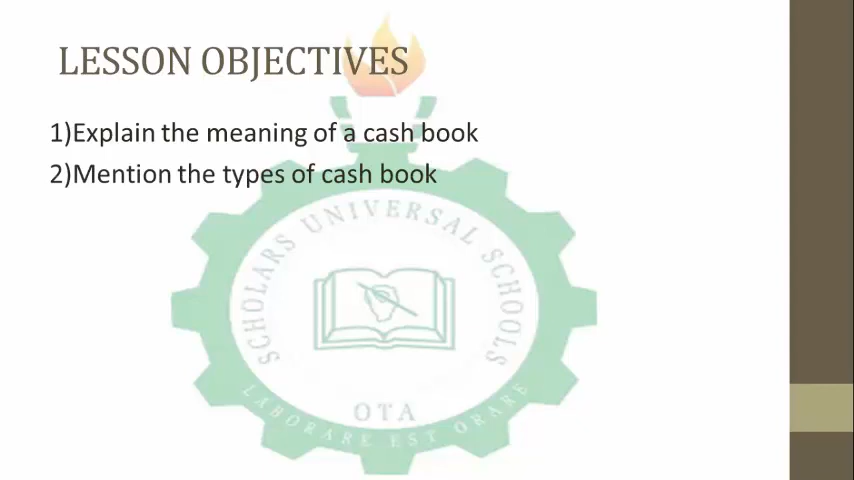 LESSON OBJECTIVES
1)Explain the meaning of a cash book
2)Mention the types of cash book
SCHOLARS UNIVERSAL SCHOOLS
OTA
LABORARE EST ORARE